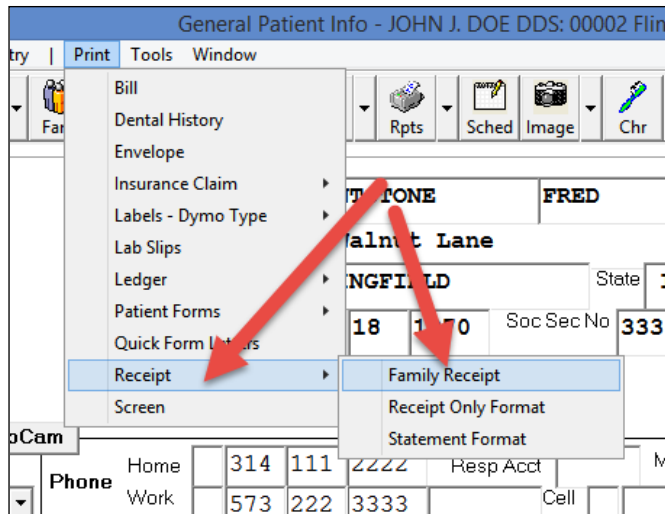 General Patient Info - JOHN J. DOE DDS: 00002 Flin
try | Print Tools Window
Bill
Dental History
Envelope
Insurance Claim
Labels - Dymo Type
Lab Slips
Ledger
Patient Forms
Quick Form
Receipt
Screen
Family Receipt
Receipt Only Format
Statement Format
Far
Rpts Sched Image Chr
FRED
Walnut Lane
State
18
Soc Sec No 333
oCam
Phone
Home 314 111 2222 Resp Acct
Work 573 222 3333 Cell